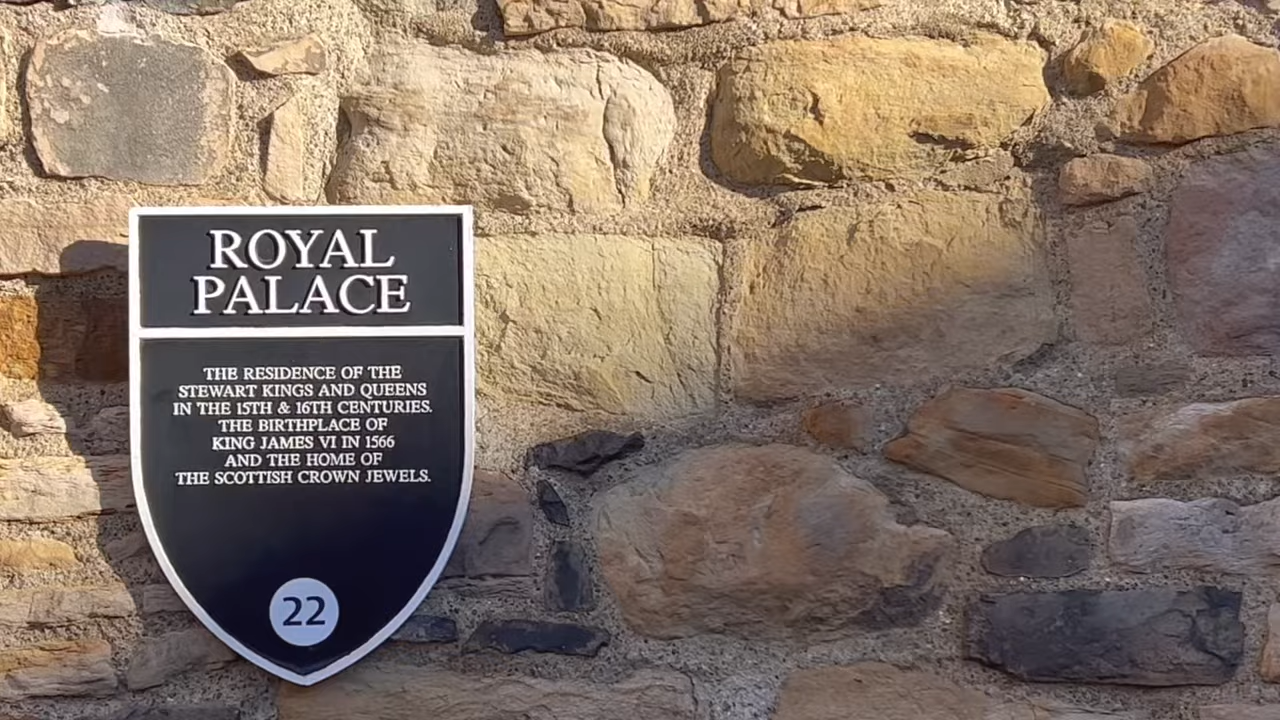 ROYAL
PALACE
THE RESIDENCE OF THE
STEWART KINGS AND QUEENS
IN THE 15TH & 16TH CENTURIES.
THE BIRTHPLACE OF
KING JAMES VI IN 1566
AND THE HOME OF
THE SCOTTISH CROWN JEWELS.
22